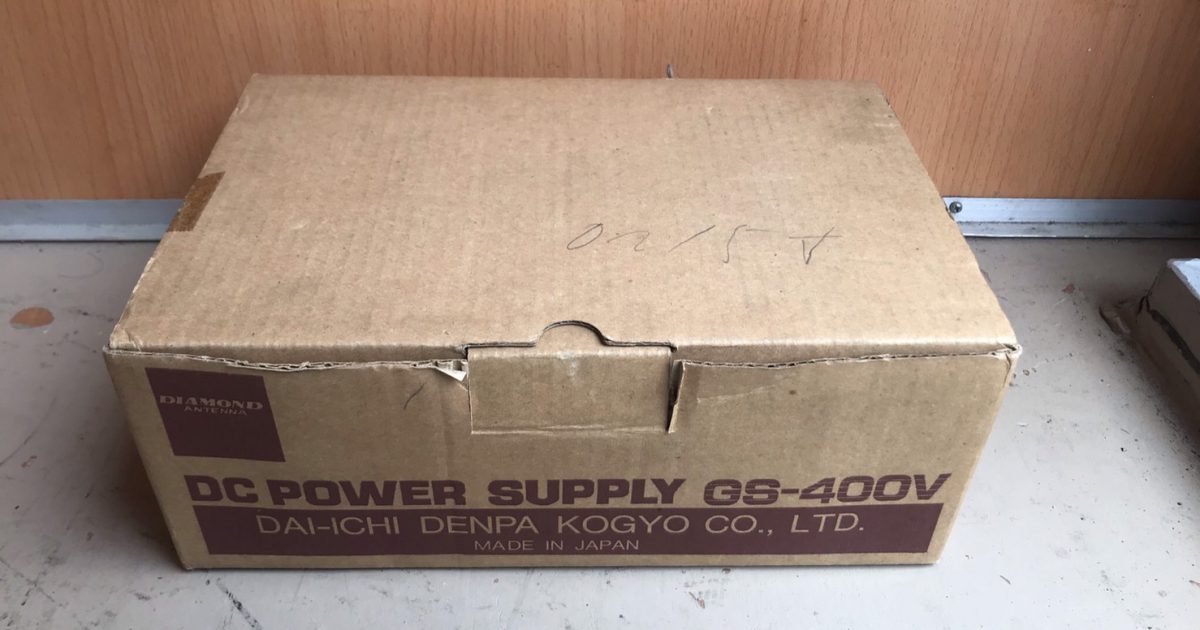 DIAMOND
ANTENNA
DC POWER SUPPLY GS-400V
DAI-ICHI DENPA KOGYO CO., LTD.
MADE IN JAPAN